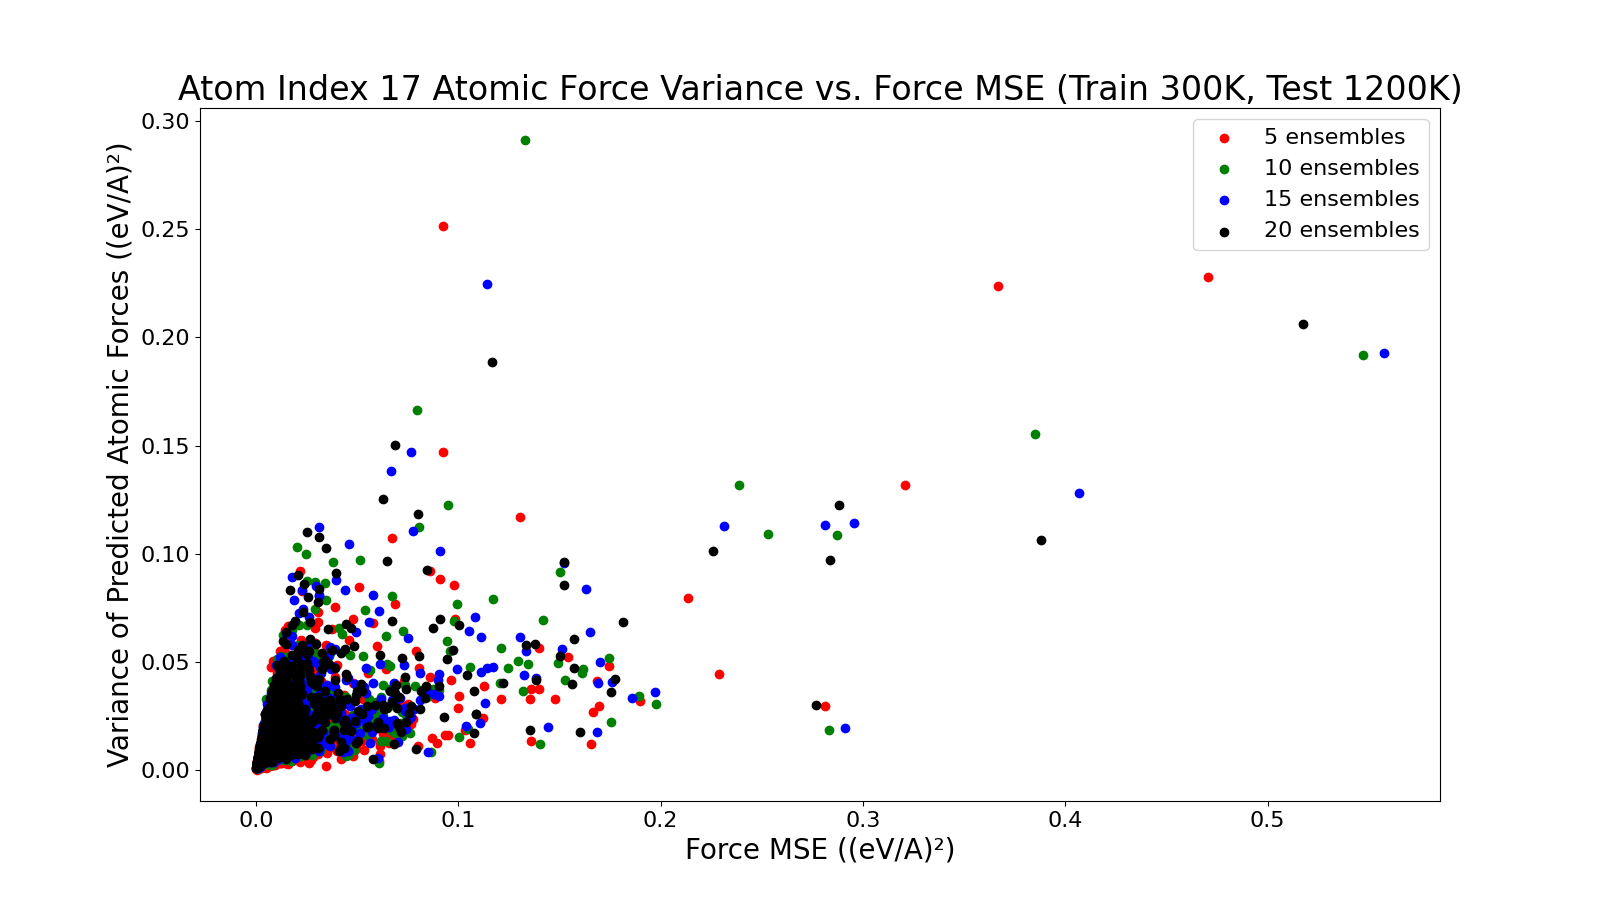 Atom Index 17 Atomic Force Variance vs. Force MSE (Train 300K, Test 1200K)
Variance of Predicted Atomic Forces ((eV/A)²)
0.30
0.25
0.20
0.15
0.10
0.05
0.00
5 ensembles
10 ensembles
15 ensembles
20 ensembles
0.0 0.1 0.2 0.3 0.4 0.5
Force MSE ((eV/A)²)